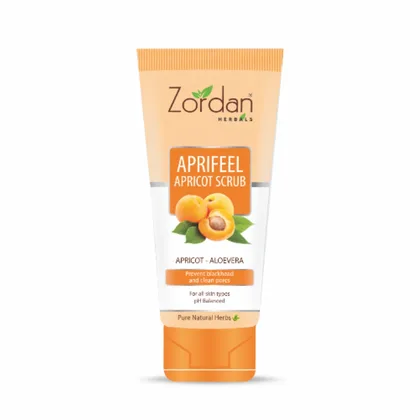 Zordan®
HERBALS
APRIFEEL
APRICOT SCRUB
APRICOT - ALOEVERA
Prevent blackhead
and clean pores
For all skin types
pH Balanced
Pure Natural Herbs